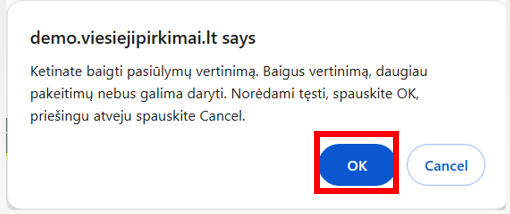 demo.viesiejipirkimai.lt says
Ketinate baigti pasiūlymų vertinimą. Baigus vertinimą, daugiau
pakeitimų nebus galima daryti. Norėdami tęsti, spauskite OK,
priešingu atveju spauskite Cancel.
OK
Cancel